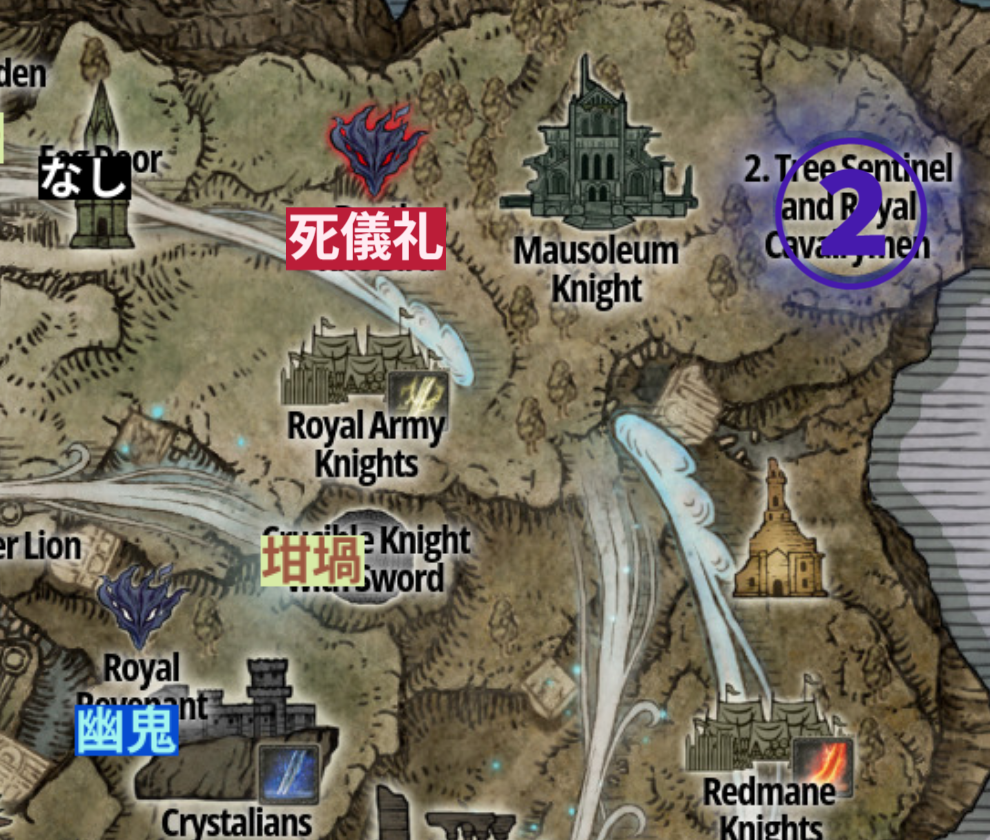 den
Fog Door
なし
死儀礼
Mausoleum
Knight
2. Tree Sentinel
and Royal
Cavalrymen
2
Royal Army
Knights
er Lion
Crucible Knight
with Sword
坩堝
Royal
Revenant
幽鬼
Crystalians
Redmane
Knights